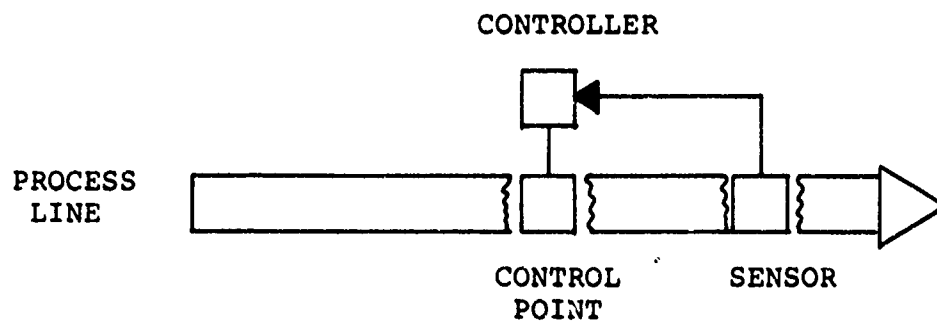 CONTROLLER
PROCESS
LINE
CONTROL
POINT
SENSOR